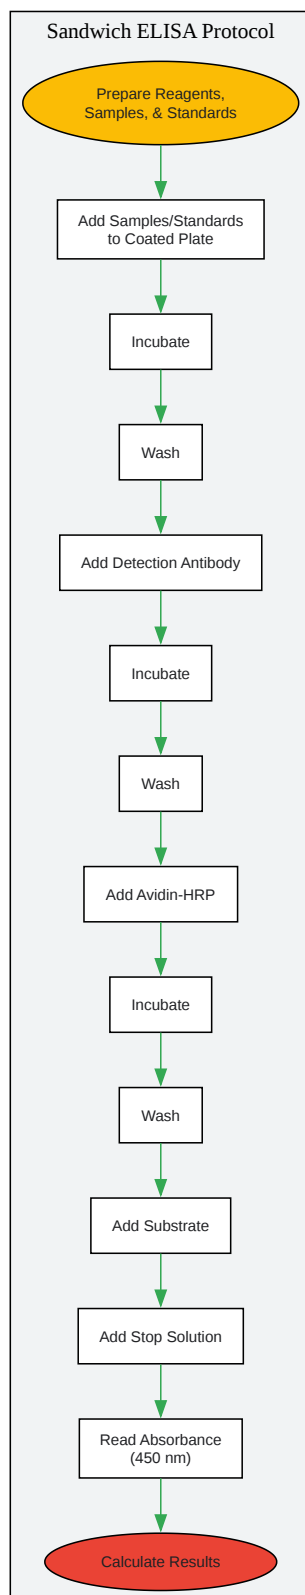 Sandwich ELISA Protocol
Prepare Reagents,
Samples, & Standards
Add Samples/Standards
to Coated Plate
Incubate
Wash
Add Detection Antibody
Incubate
Wash
Add Avidin-HRP
Incubate
Wash
Add Substrate
Add Stop Solution
Read Absorbance
(450 nm)
Calculate Results